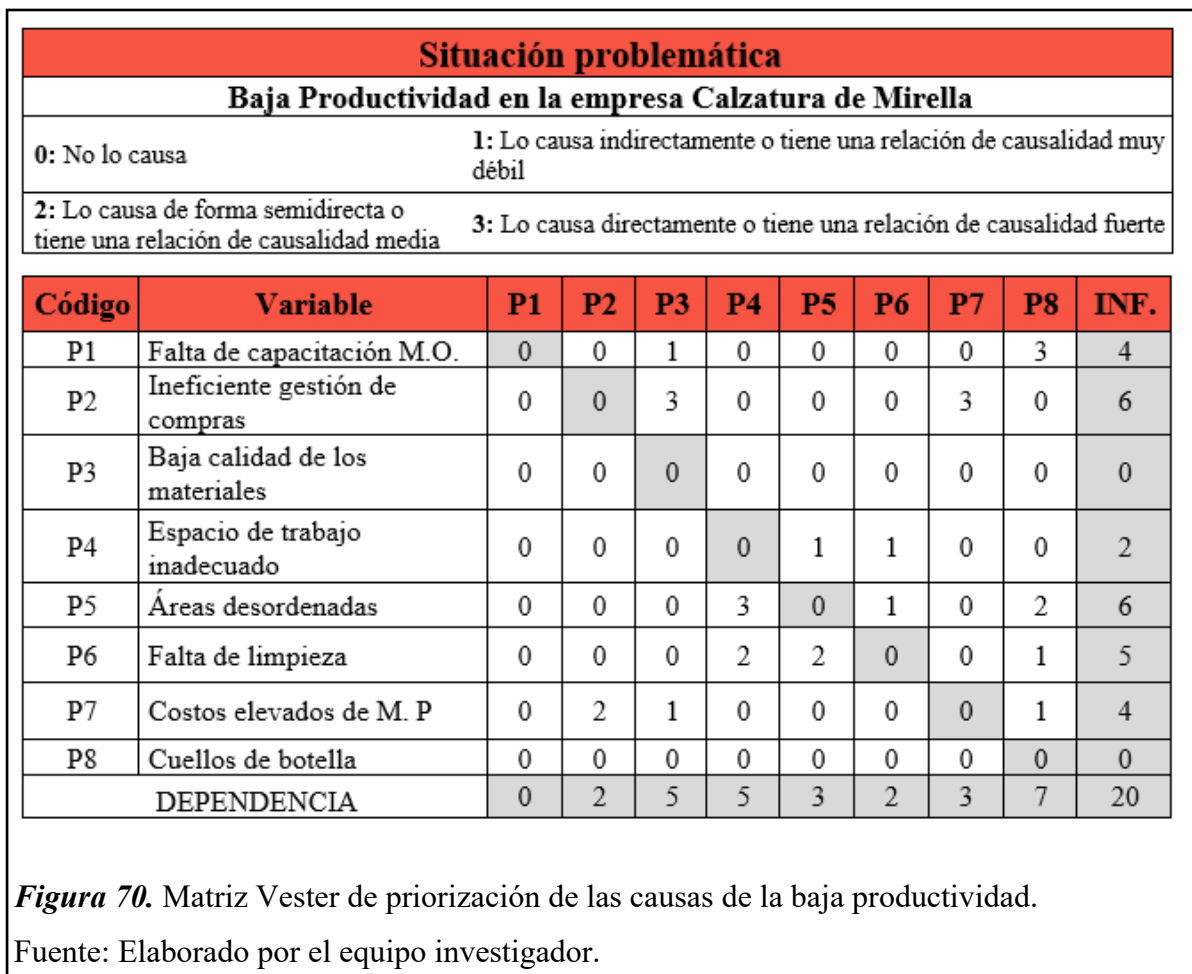 Situación problemática
Baja Productividad en la empresa Calzatura de Mirella
0: No lo causa
1: Lo causa indirectamente o tiene una relación de causalidad muy
débil
2: Lo causa de forma semidirecta o
tiene una relación de causalidad media
3: Lo causa directamente o tiene una relación de causalidad fuerte
Código Variable P1 P2 P3 P4 P5 P6 P7 P8 INF.
P1 Falta de capacitación M.O. 0 0 1 0 0 0 0 3 4
P2 Ineficiente gestión de
compras 0 0 3 0 0 0 3 0 6
P3 Baja calidad de los
materiales 0 0 0 0 0 0 0 0 0
P4 Espacio de trabajo
inadecuado 0 0 0 0 1 1 0 0 2
P5 Áreas desordenadas 0 0 0 3 0 1 0 2 6
P6 Falta de limpieza 0 0 0 2 2 0 0 1 5
P7 Costos elevados de M. P 0 2 1 0 0 0 0 1 4
P8 Cuellos de botella 0 0 0 0 0 0 0 0 0
DEPENDENCIA 0 2 5 5 3 2 3 7 20
Figura 70. Matriz Vester de priorización de las causas de la baja productividad.
Fuente: Elaborado por el equipo investigador.